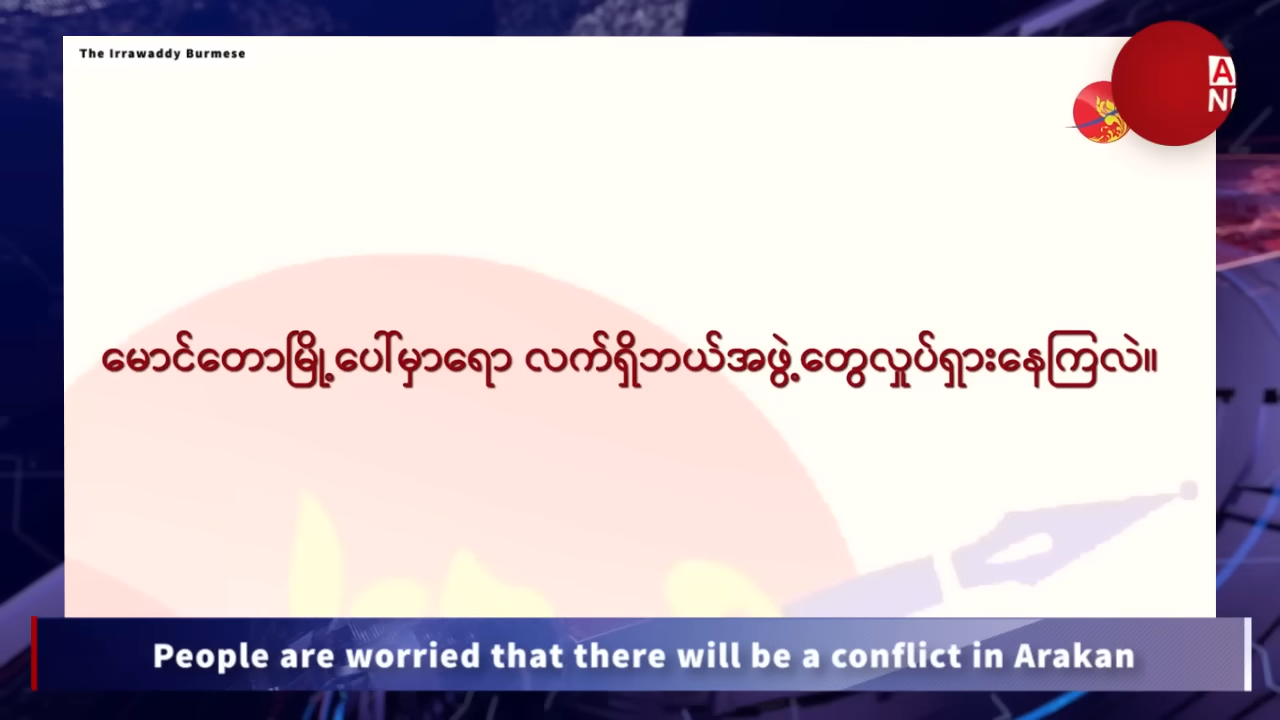 The Irrawaddy Burmese
A
မောင်တောမြို့ပေါ်မှာရော လက်ရှိဘယ်အဖွဲ့တွေလှုပ်ရှားနေကြလဲ။
People are worried that there will be a conflict in Arakan